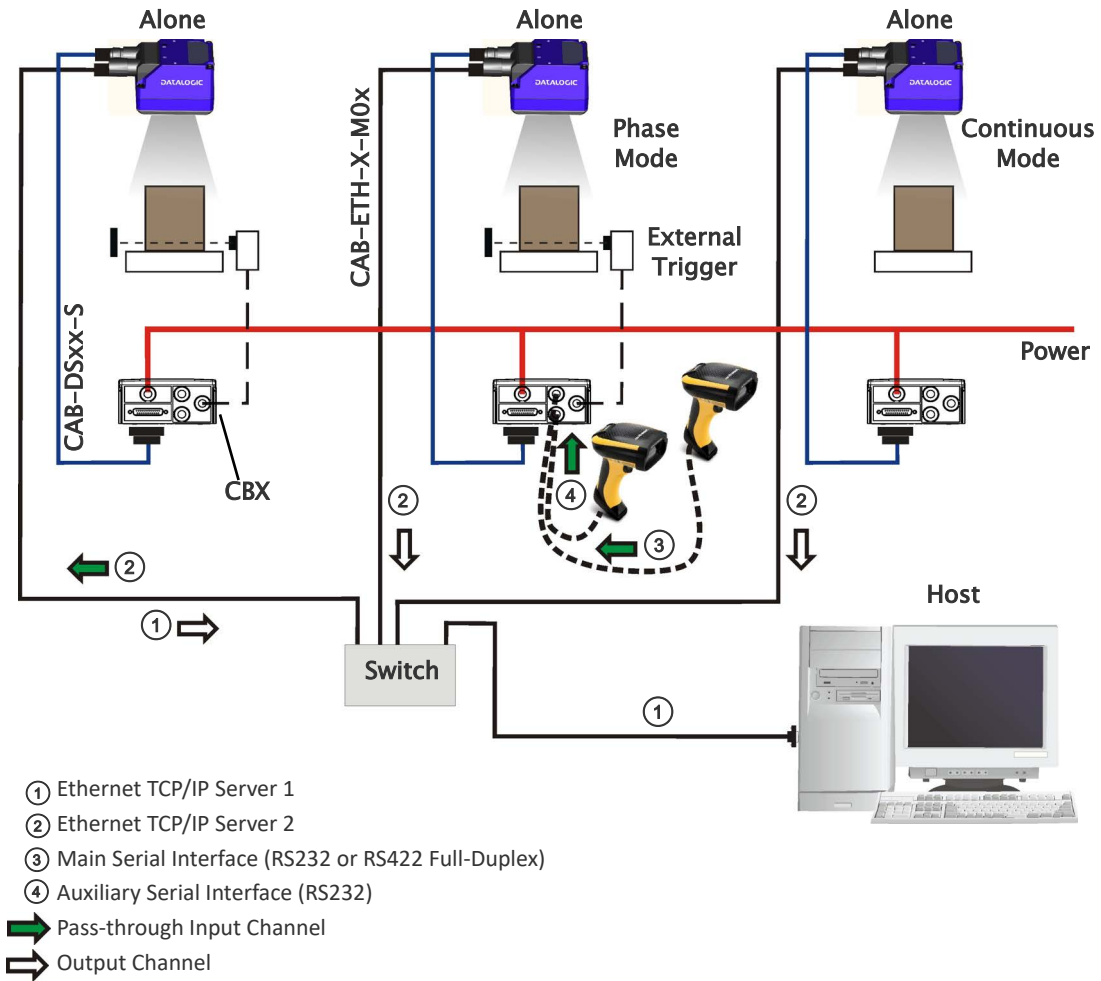 Alone
Alone
Alone
DATALOGIC
DATALOGIC
DATALOGIC
Phase
Mode
Continuous
Mode
CAB-ETH-X-M0x
External
Trigger
CAB-DSxx-S
Power
CBX
4
2
2
3
2
1
Host
Switch
1
1 Ethernet TCP/IP Server 1
2 Ethernet TCP/IP Server 2
3 Main Serial Interface (RS232 or RS422 Full-Duplex)
4 Auxiliary Serial Interface (RS232)
Pass-through Input Channel
Output Channel